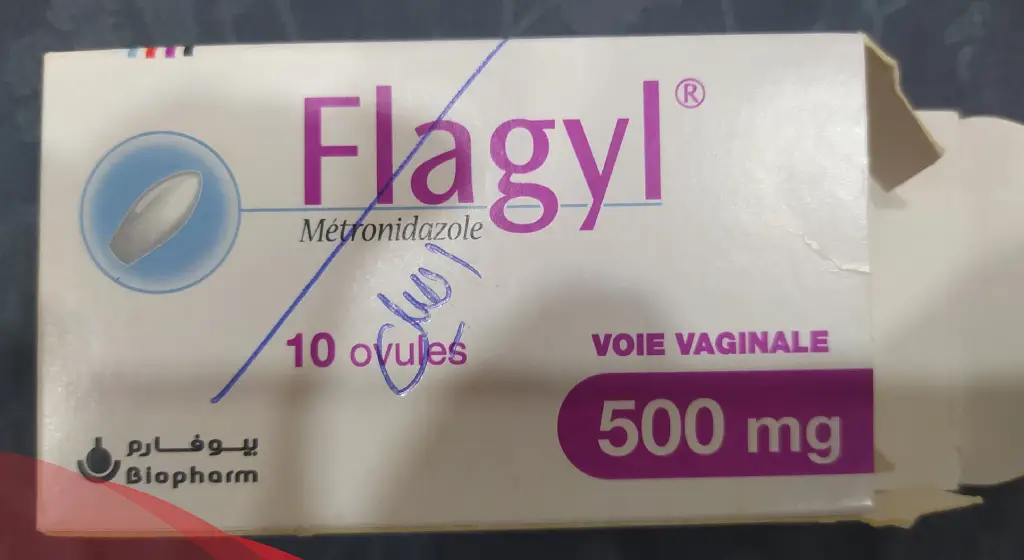 Flagyl®
Métronidazole
10 ovules
VOIE VAGINALE
500 mg
بيوفارم
Biopharm